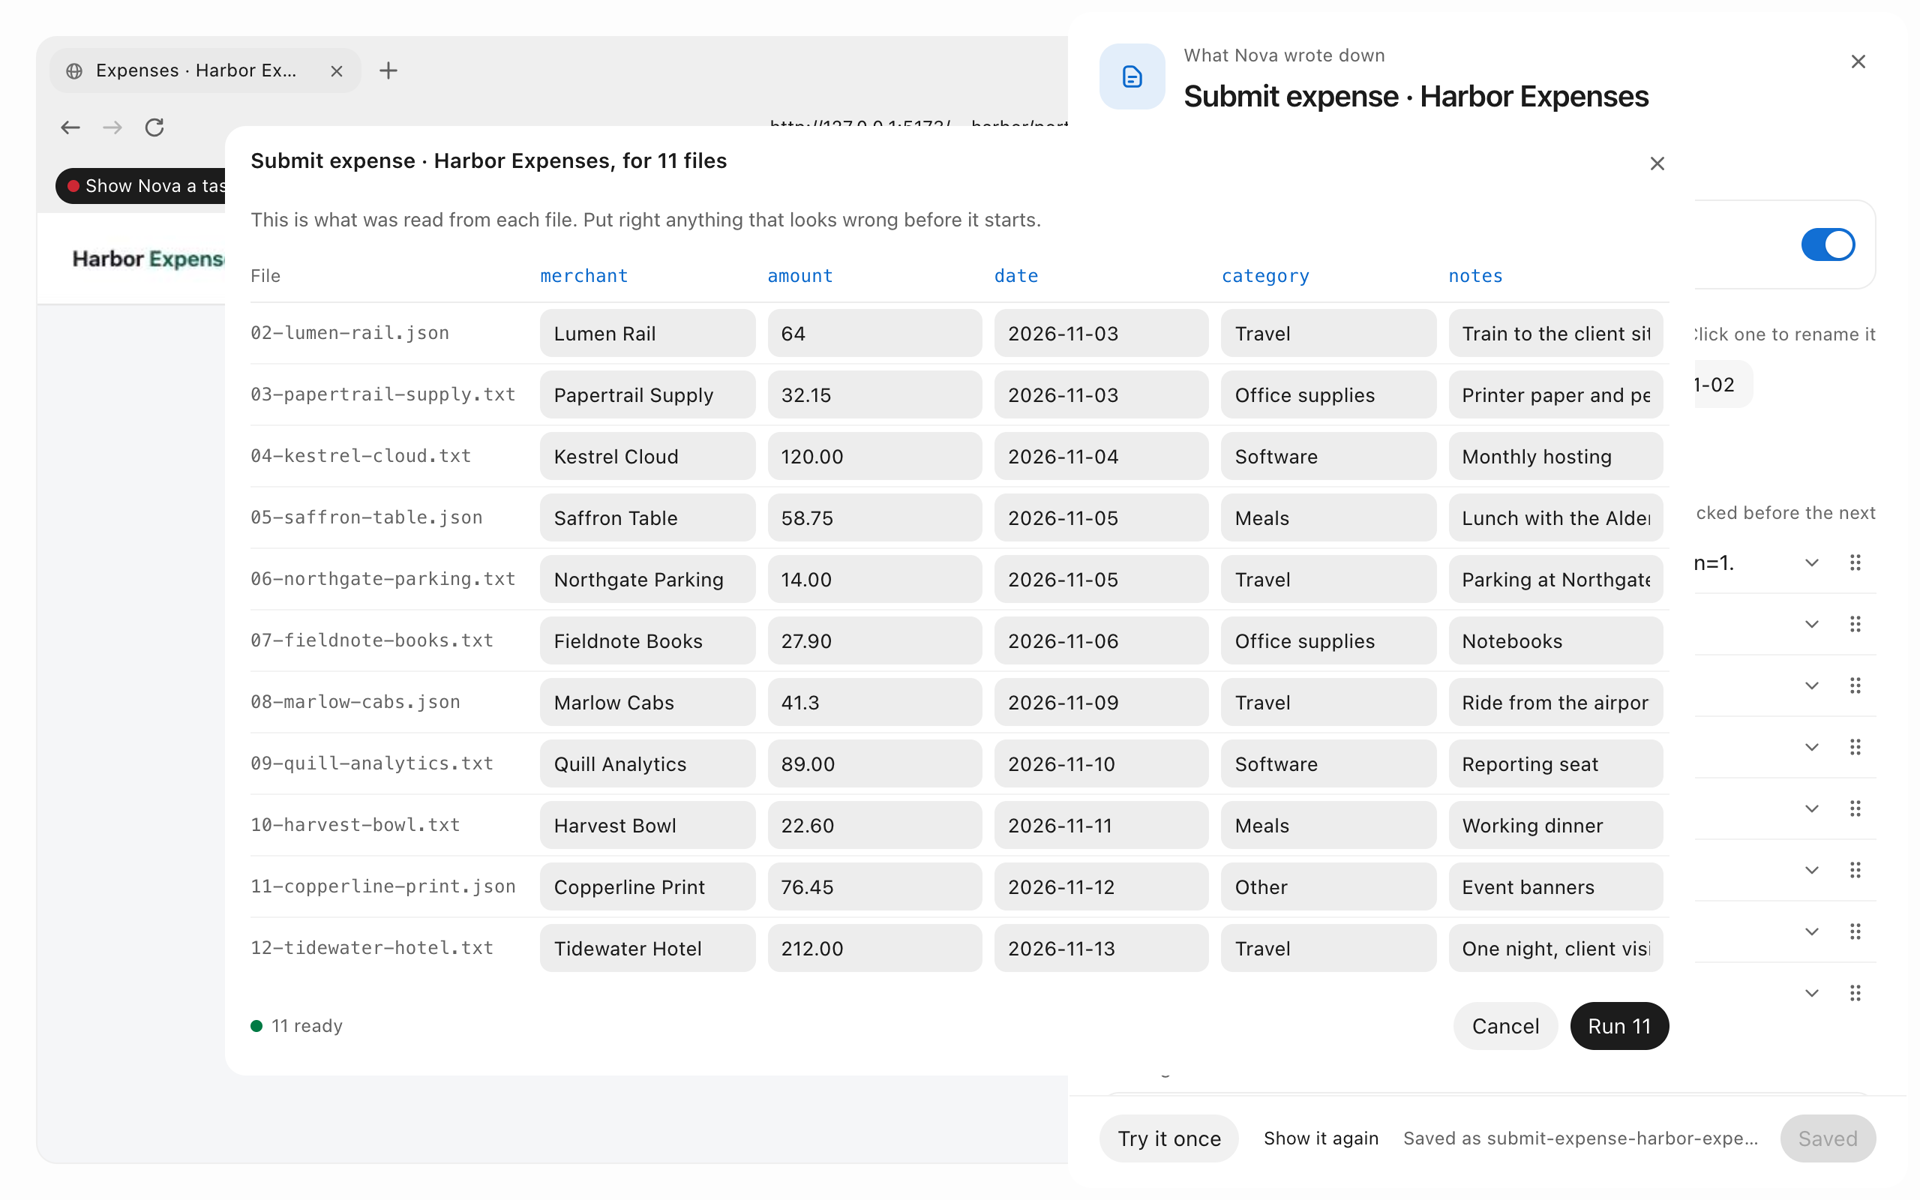 Expenses · Harbor Ex...
What Nova wrote down
Submit expense · Harbor Expenses
Show Nova a tas
Harbor Expens
Submit expense · Harbor Expenses, for 11 files
This is what was read from each file. Put right anything that looks wrong before it starts.
File merchant amount date category notes
02-lumen-rail.json Lumen Rail 64 2026-11-03 Travel Train to the client sit
03-papertrail-supply.txt Papertrail Supply 32.15 2026-11-03 Office supplies Printer paper and pe
04-kestrel-cloud.txt Kestrel Cloud 120.00 2026-11-04 Software Monthly hosting
05-saffron-table.json Saffron Table 58.75 2026-11-05 Meals Lunch with the Alder
06-northgate-parking.txt Northgate Parking 14.00 2026-11-05 Travel Parking at Northgate
07-fieldnote-books.txt Fieldnote Books 27.90 2026-11-06 Office supplies Notebooks
08-marlow-cabs.json Marlow Cabs 41.3 2026-11-09 Travel Ride from the airpor
09-quill-analytics.txt Quill Analytics 89.00 2026-11-10 Software Reporting seat
10-harvest-bowl.txt Harvest Bowl 22.60 2026-11-11 Meals Working dinner
11-copperline-print.json Copperline Print 76.45 2026-11-12 Other Event banners
12-tidewater-hotel.txt Tidewater Hotel 212.00 2026-11-13 Travel One night, client visi
11 ready
Cancel
Run 11
Click one to rename it
1-02
cked before the next
n=1.
Try it once
Show it again
Saved as submit-expense-harbor-expe...
Saved